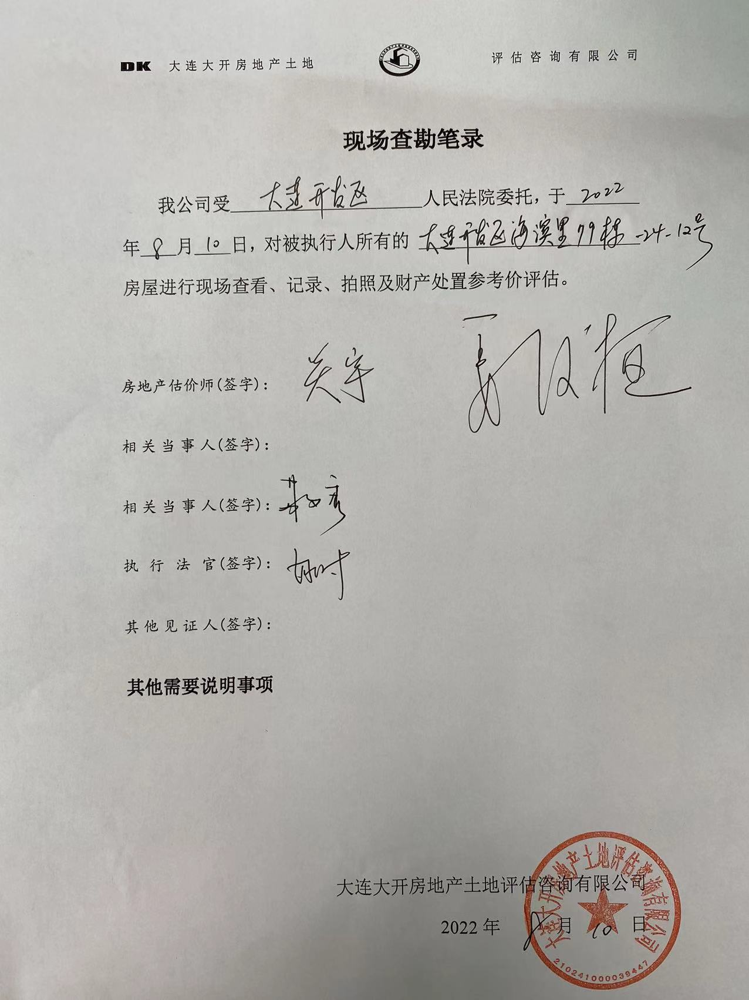 DK 大连大开房地产土地 评估咨询有限公司
现场查勘笔录
我公司受 大连开发区 人民法院委托，于 2022
年 8 月 10 日，对被执行人所有的 大连开发区海滨里79栋-24-12号
房屋进行现场查看、记录、拍照及财产处置参考价评估。
房地产估价师(签字)： 关宇
相关当事人(签字)：
相关当事人(签字)：
执行法官(签字)：
其他见证人(签字)：
其他需要说明事项
大连大开房地产土地评估咨询有限公司
2022 年 8 月 10 日
大连大开房地产土地评估咨询有限公司
210241000039447